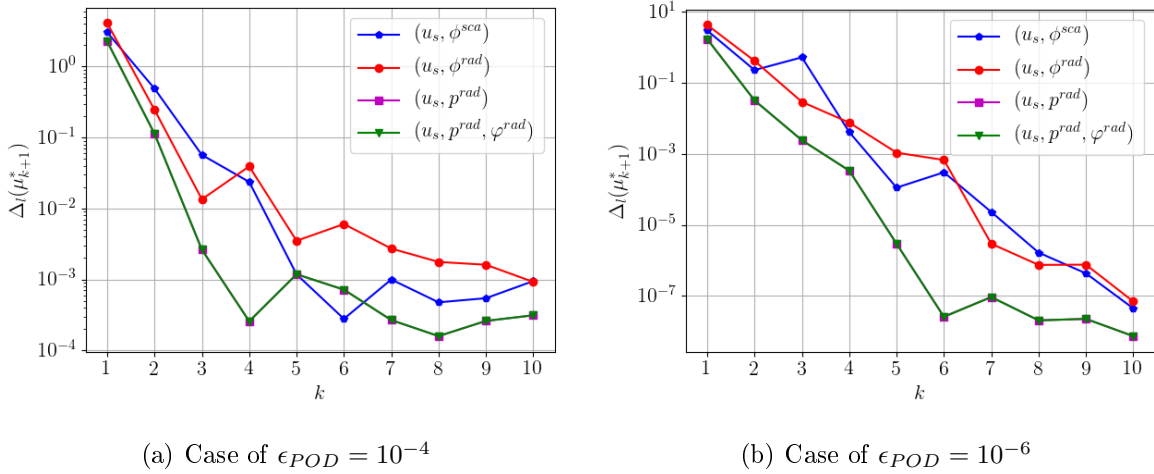 10^0
10^{-1}
10^{-2}
10^{-3}
10^{-4}
Δ_l(μ*_{k+1})
(u_s, ϕ^{sca})
(u_s, ϕ^{rad})
(u_s, p^{rad})
(u_s, p^{rad}, φ^{rad})
1 2 3 4 5 6 7 8 9 10
k
(a) Case of ϵ_{POD} = 10^{-4}
10^1
10^{-1}
10^{-3}
10^{-5}
10^{-7}
Δ_l(μ*_{k+1})
(u_s, ϕ^{sca})
(u_s, ϕ^{rad})
(u_s, p^{rad})
(u_s, p^{rad}, φ^{rad})
1 2 3 4 5 6 7 8 9 10
k
(b) Case of ϵ_{POD} = 10^{-6}